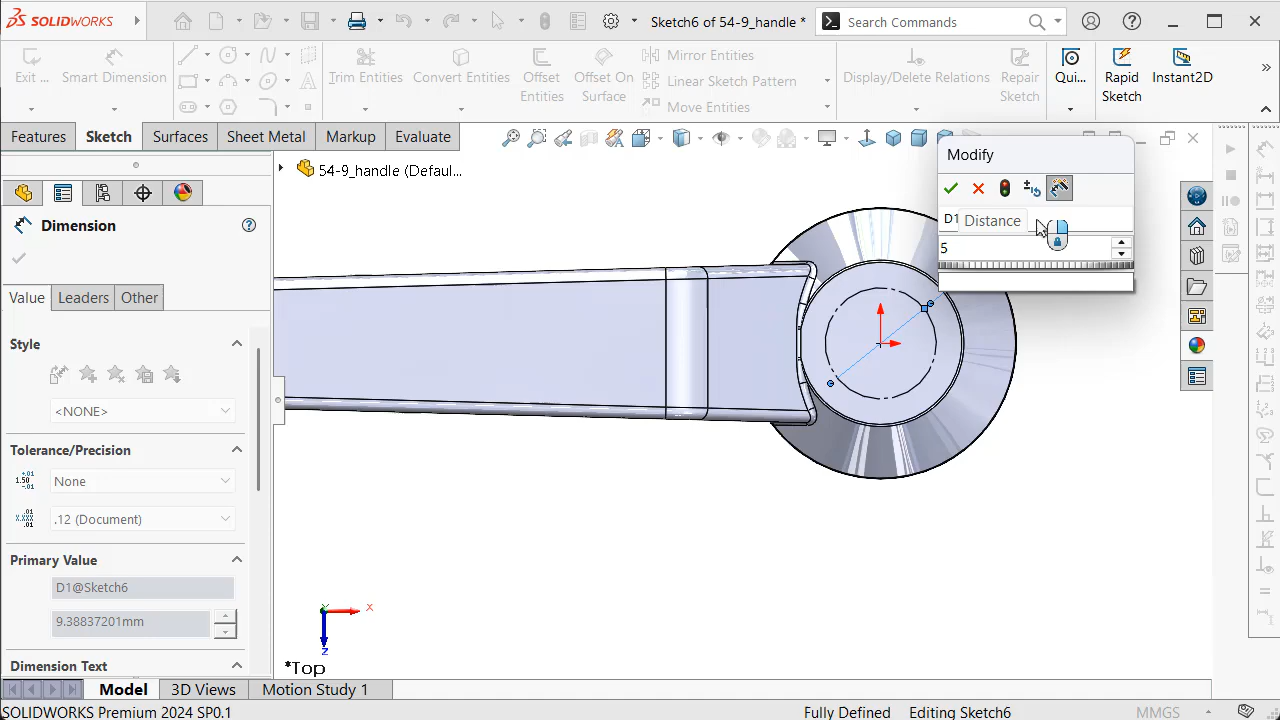 SOLIDWORKS
Sketch6 of 54-9_handle *
Search Commands
Exit ...
Smart Dimension
Trim Entities
Convert Entities
Offset Entities
Offset On Surface
Mirror Entities
Linear Sketch Pattern
Move Entities
Display/Delete Relations
Repair Sketch
Qui...
Rapid Sketch
Instant2D
Features
Sketch
Surfaces
Sheet Metal
Markup
Evaluate
54-9_handle (Defaul...
Modify
D1
Distance
5
Dimension
Value
Leaders
Other
Style
<NONE>
Tolerance/Precision
None
.12 (Document)
Primary Value
D1@Sketch6
9.38837201mm
Dimension Text
X
Y
Z
*Top
Model
3D Views
Motion Study 1
SOLIDWORKS Premium 2024 SP0.1
Fully Defined
Editing Sketch6
MMGS